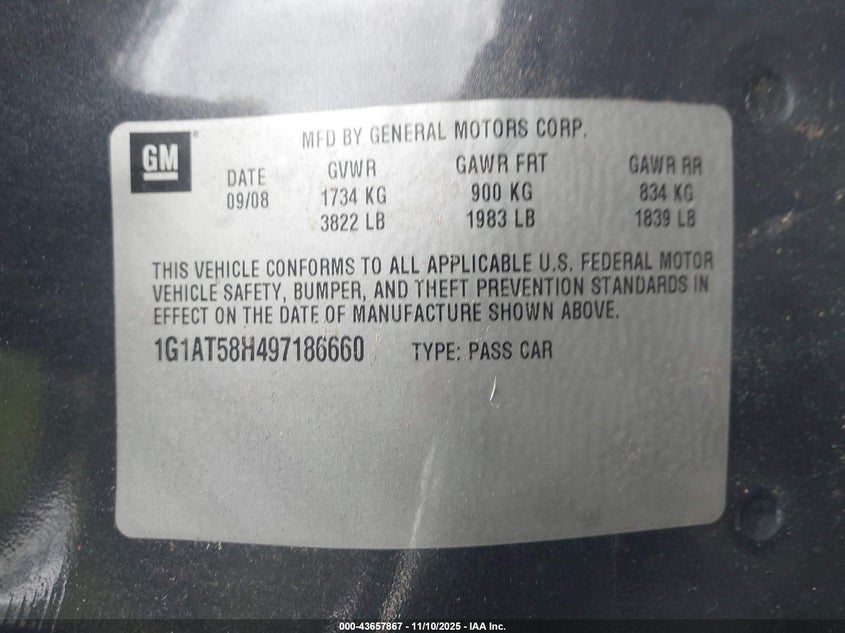 MFD BY GENERAL MOTORS CORP.
GM®
DATE GVWR GAWR FRT GAWR RR
09/08 1734 KG 900 KG 834 KG
3822 LB 1983 LB 1839 LB
THIS VEHICLE CONFORMS TO ALL APPLICABLE U.S. FEDERAL MOTOR
VEHICLE SAFETY, BUMPER, AND THEFT PREVENTION STANDARDS IN
EFFECT ON THE DATE OF MANUFACTURE SHOWN ABOVE.
1G1AT58H497186660 TYPE: PASS CAR
000-43657867 - 11/10/2025 - IAA Inc.